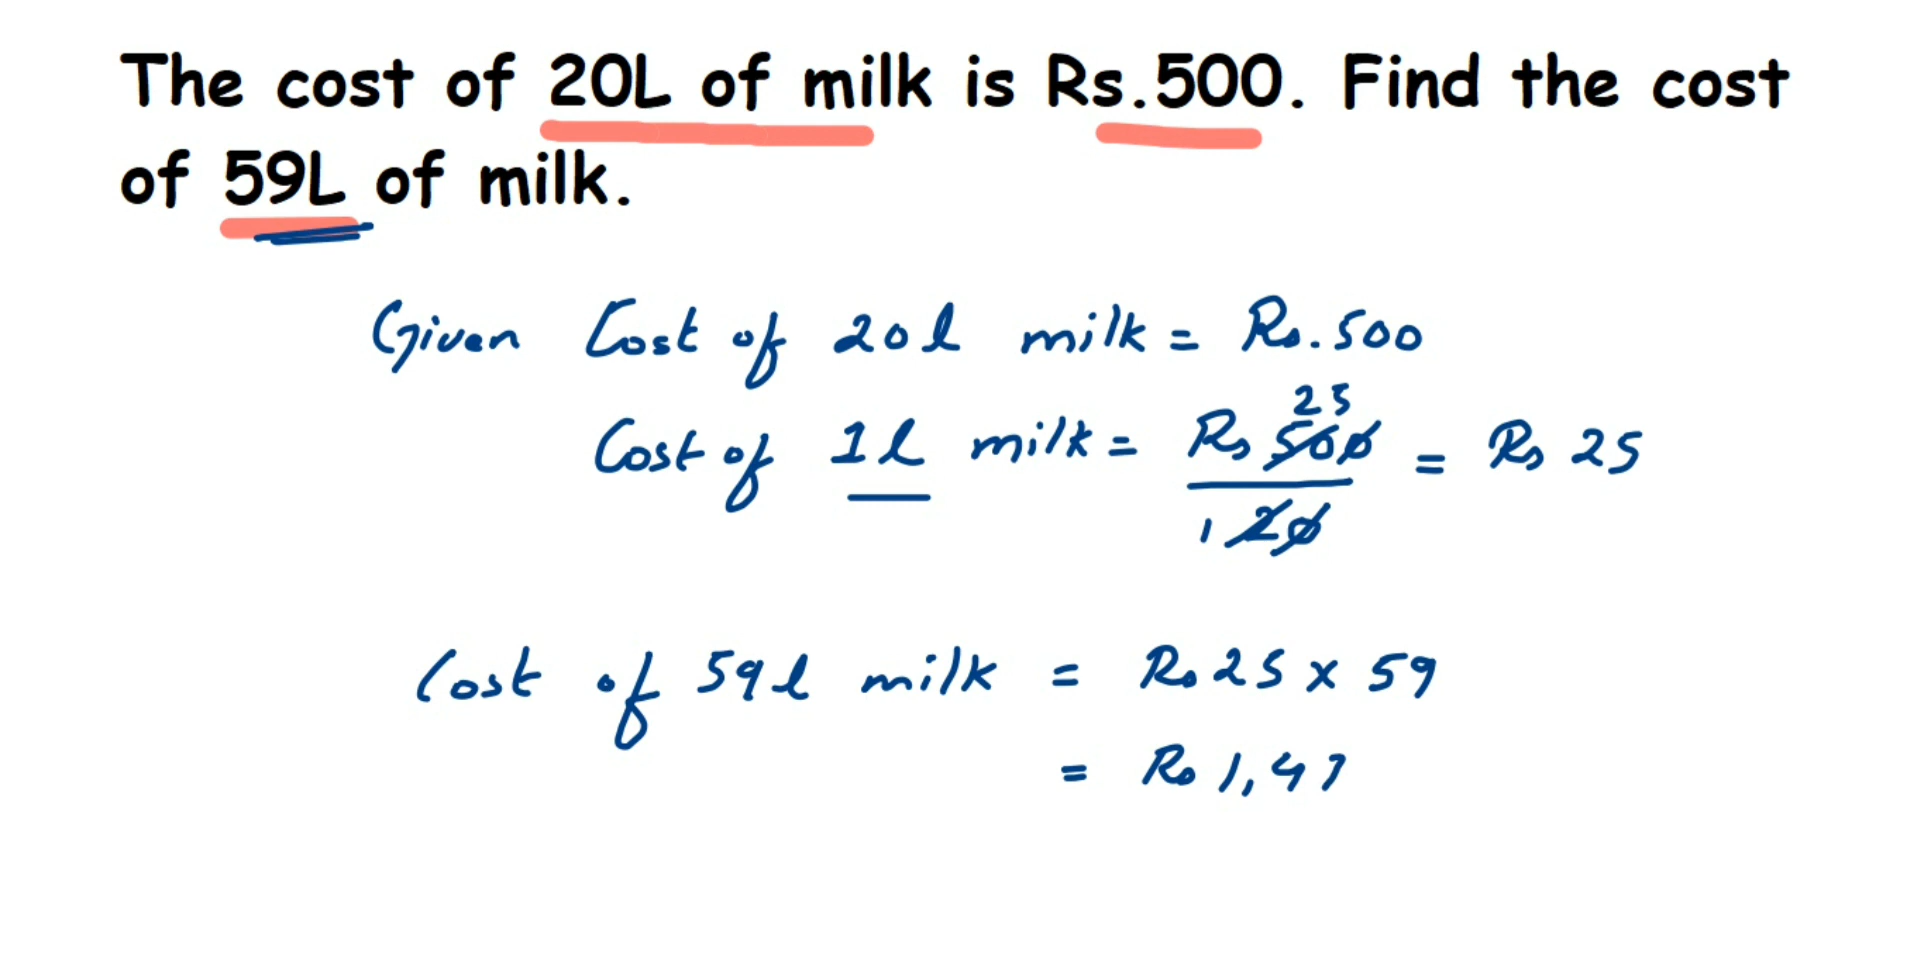 The cost of 20L of milk is Rs.500. Find the cost
of 59L of milk.
Given Cost of 20l milk = Rs.500
25
Cost of 1l milk = Rs 500 = Rs 25
1 20
Cost of 59l milk = Rs 25 x 59
= Rs 1,47